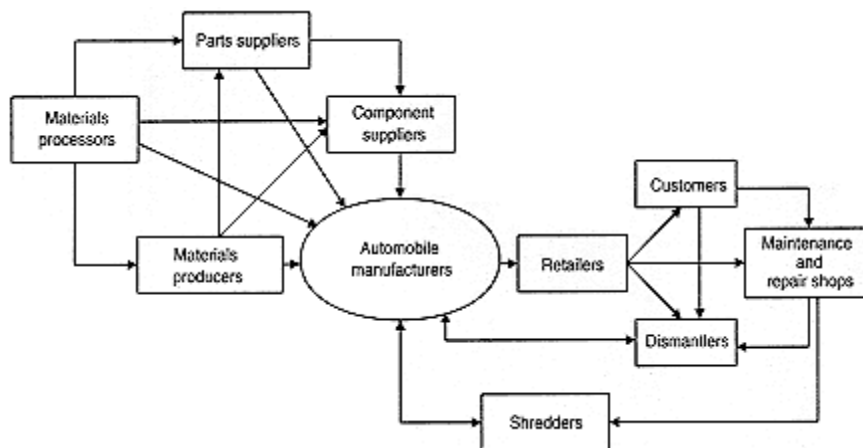 Parts suppliers
Materials
processors
Component
suppliers
Customers
Materials
producers
Automobile
manufacturers
Retailers
Maintenance
and
repair shops
Dismantlers
Shredders